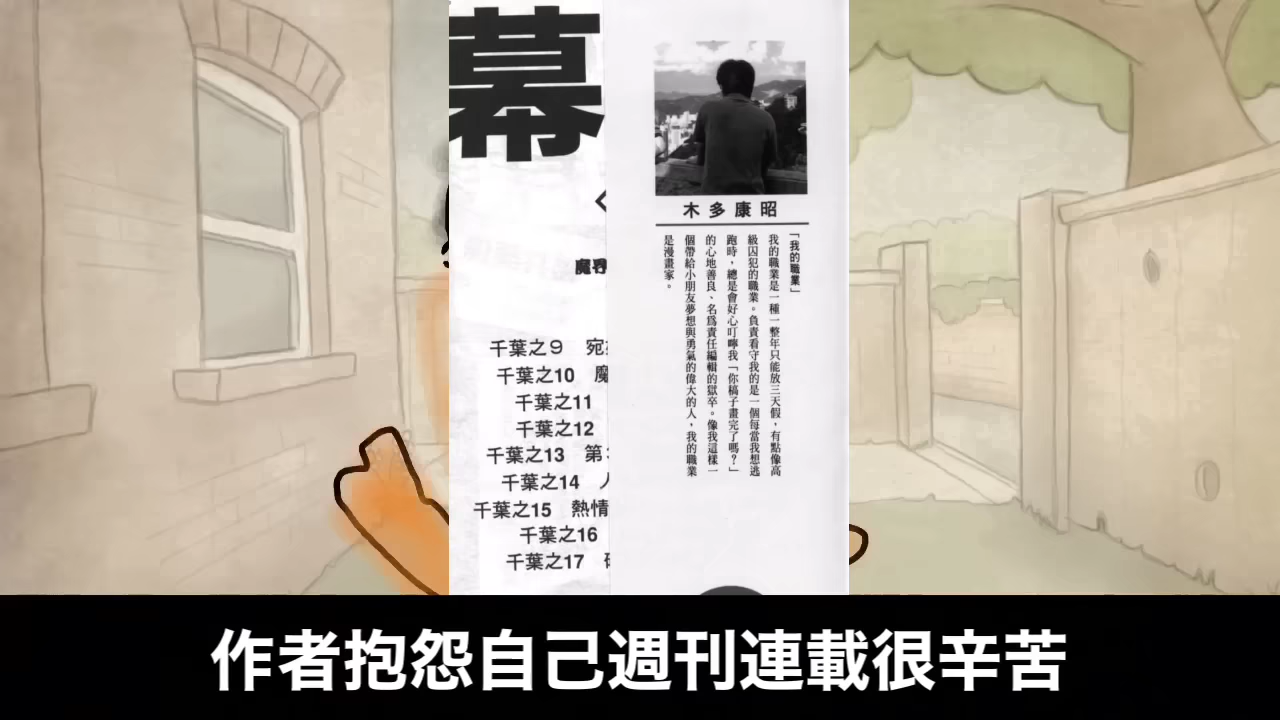 幕
魔界
千葉之9 宛
千葉之10 魔
千葉之11
千葉之12
千葉之13 第
千葉之14 人
千葉之15 熱情
千葉之16
千葉之17
木多康昭
「我的職業」
我的職業是一種一整年只能放三天假，有點像高
級囚犯的職業。負責看守我的是一個每當我想逃
跑時，總是會好心叮嚀我「你稿子畫完了嗎？」
的心地善良、名為責任編輯的獄卒。像我這樣一
個帶給小朋友夢想與勇氣的偉大的人，我的職業
是漫畫家。
作者抱怨自己週刊連載很辛苦